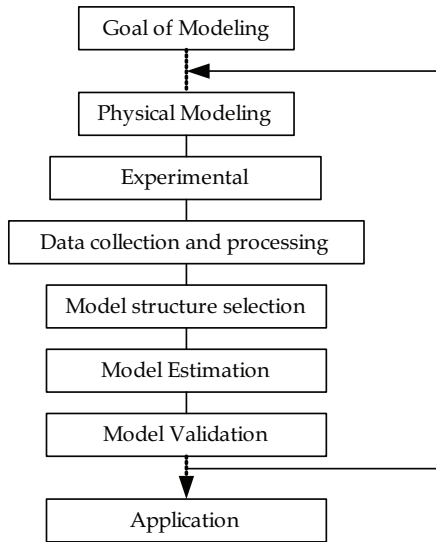 Goal of Modeling
Physical Modeling
Experimental
Data collection and processing
Model structure selection
Model Estimation
Model Validation
Application